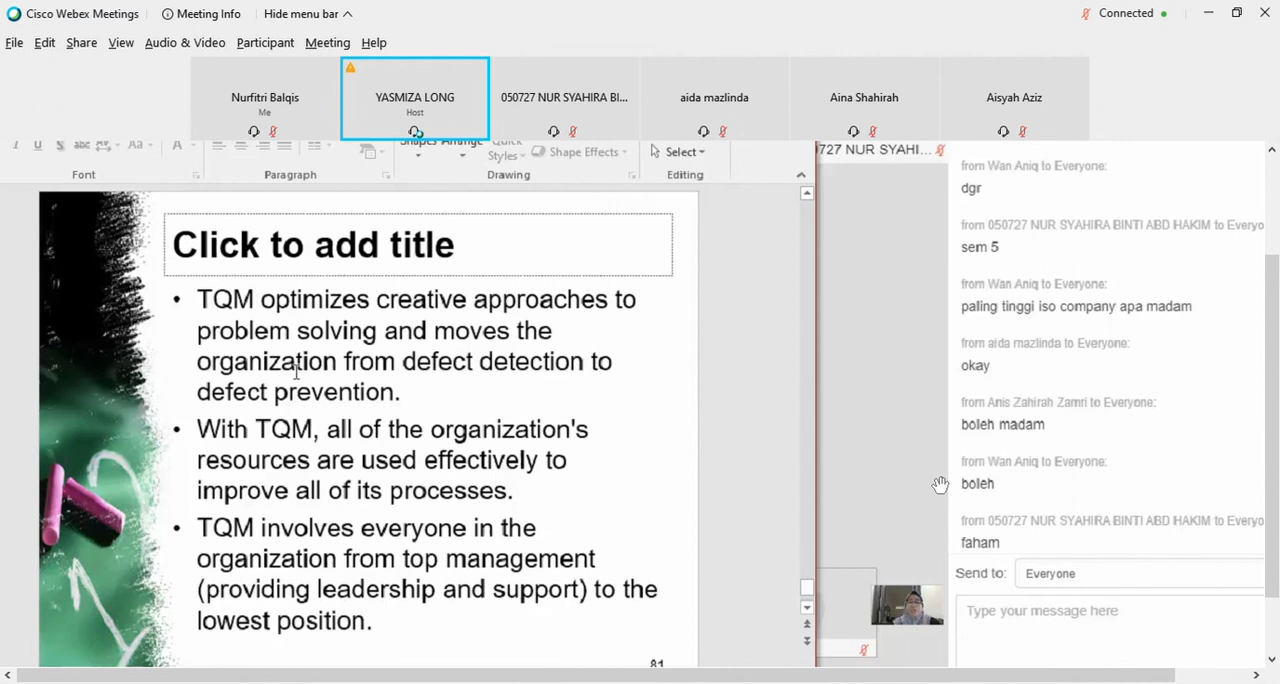 Cisco Webex Meetings Meeting Info Hide menu bar Connected
File Edit Share View Audio & Video Participant Meeting Help
Nurfitri Balqis
Me
YASMIZA LONG
Host
050727 NUR SYAHIRA BI...
aida mazlinda
Aina Shahirah
Aisyah Aziz
I U S abc AV Aa A
Shapes Arrange Quick
Styles Shape Effects Select
Font Paragraph Drawing Editing
Click to add title
• TQM optimizes creative approaches to
problem solving and moves the
organization from defect detection to
defect prevention.
• With TQM, all of the organization's
resources are used effectively to
improve all of its processes.
• TQM involves everyone in the
organization from top management
(providing leadership and support) to the
lowest position.
81
727 NUR SYAHI...
from Wan Aniq to Everyone:
dgr
from 050727 NUR SYAHIRA BINTI ABD HAKIM to Everyo
sem 5
from Wan Aniq to Everyone:
paling tinggi iso company apa madam
from aida mazlinda to Everyone:
okay
from Anis Zahirah Zamri to Everyone:
boleh madam
from Wan Aniq to Everyone:
boleh
from 050727 NUR SYAHIRA BINTI ABD HAKIM to Everyo
faham
Send to: Everyone
Type your message here